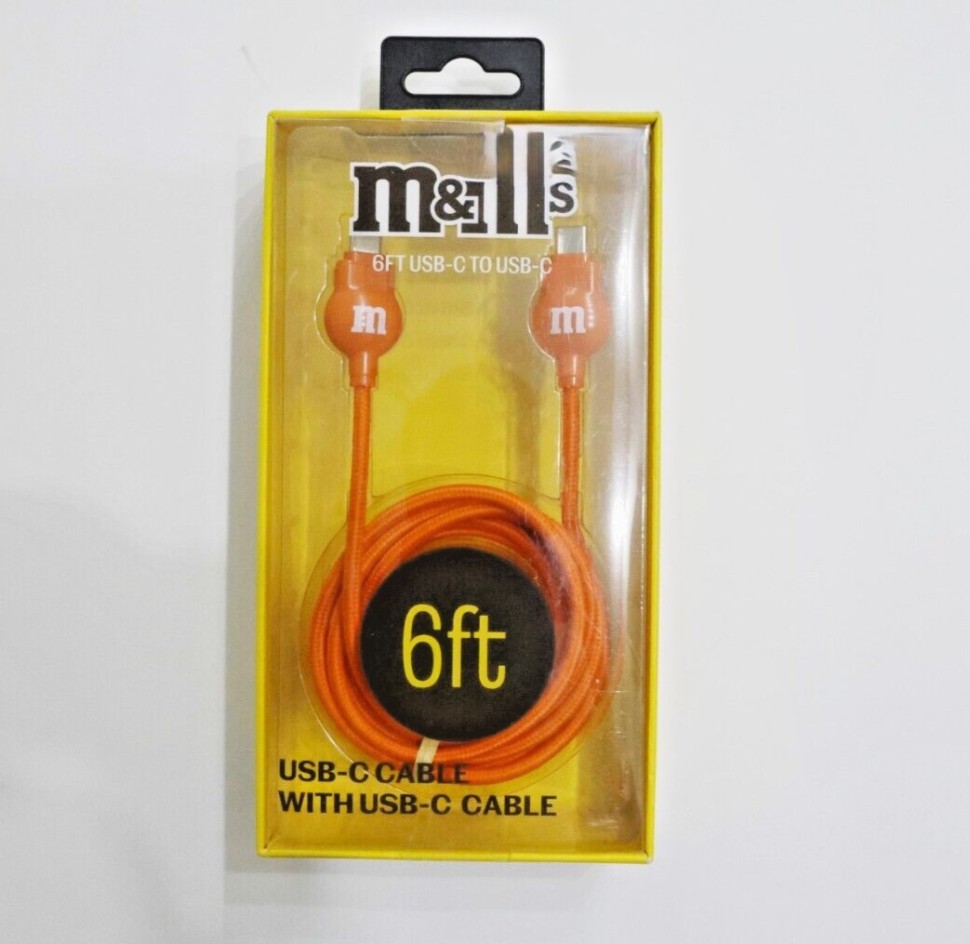 m&m's
6FT USB-C TO USB-C
m m
6ft
USB-C CABLE
WITH USB-C CABLE